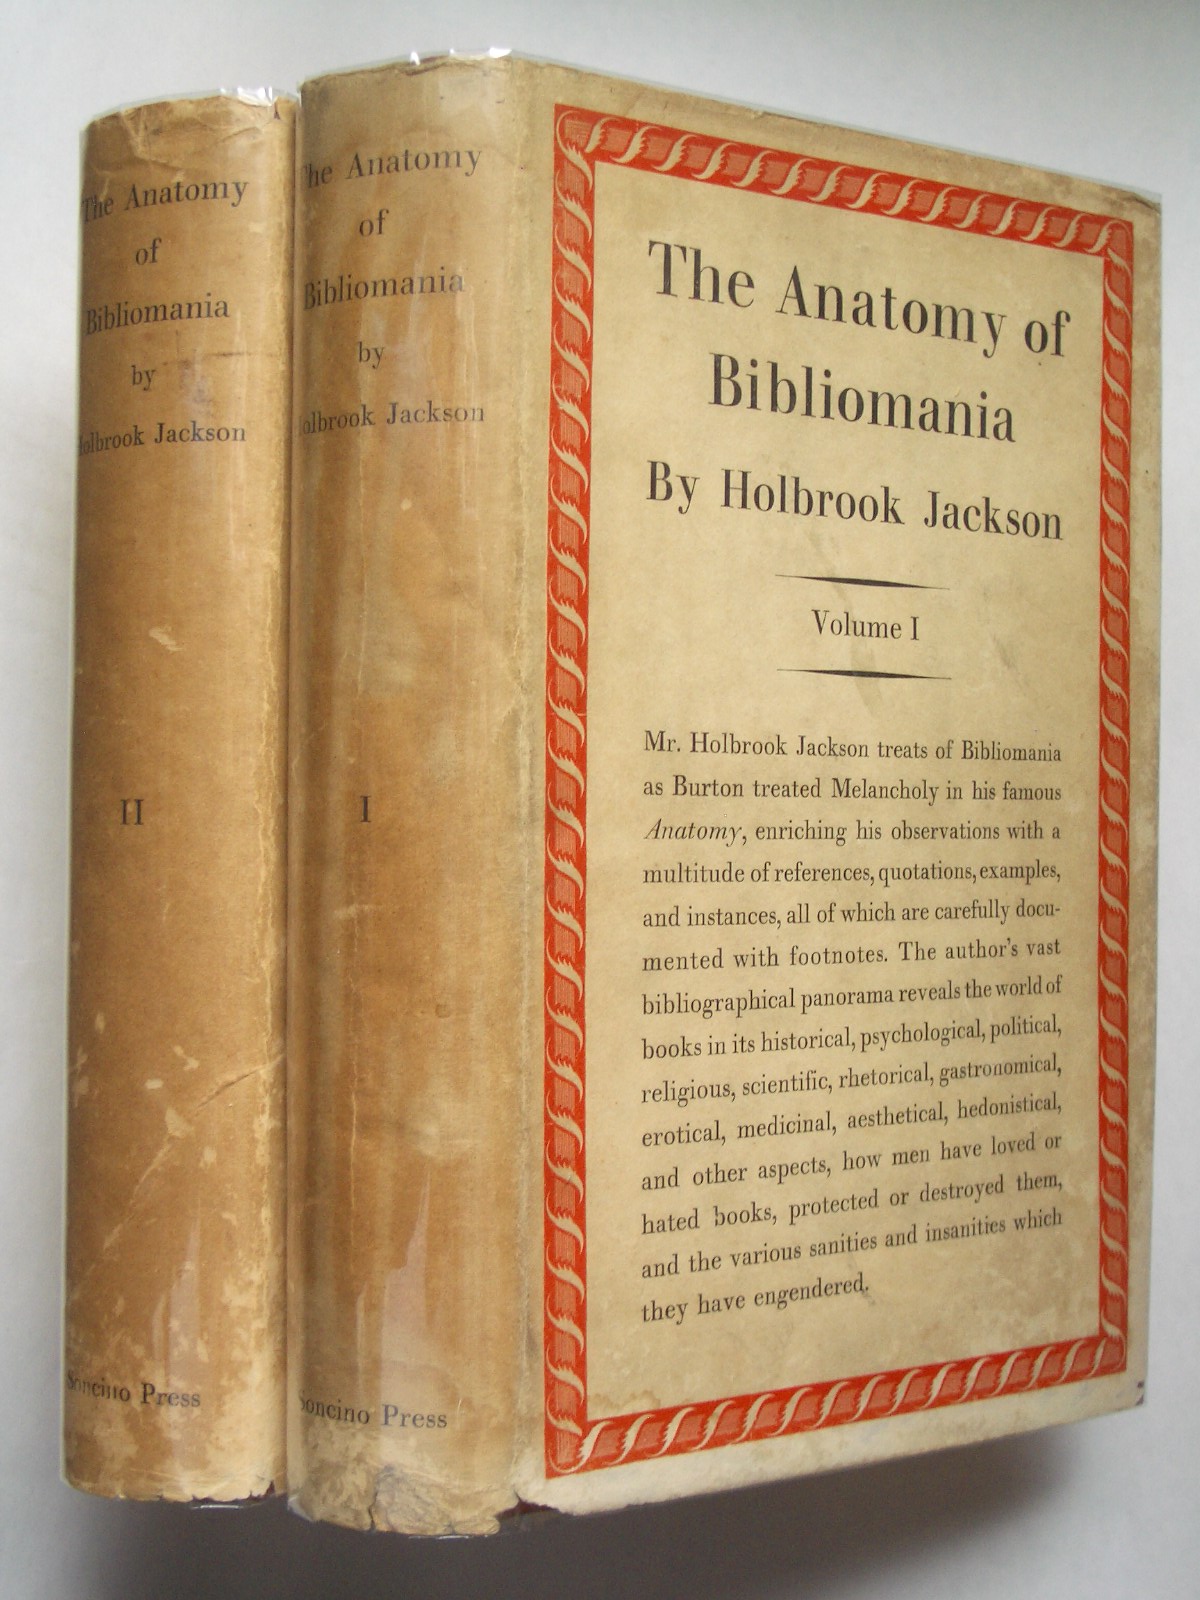 The Anatomy
of
Bibliomania
by
Jackson
II
Press
Anatomy
of
Bibliomania
by
Jackson
I
Soncino Press
The Anatomy of
Bibliomania
By Holbrook Jackson
Volume I
Mr. Holbrook Jackson treats of Bibliomania
as Burton treated Melancholy in his famous
Anatomy, enriching his observations with a
multitude of references, quotations, examples,
and instances, all of which are carefully docu-
mented with footnotes. The author's vast
bibliographical panorama reveals the world of
books in its historical, psychological, political,
religious, scientific, rhetorical, gastronomical,
erotical, medicinal, aesthetical, hedonistical,
and other aspects, how men have loved or
hated books, protected or destroyed them,
and the various sanities and insanities which
they have engendered.